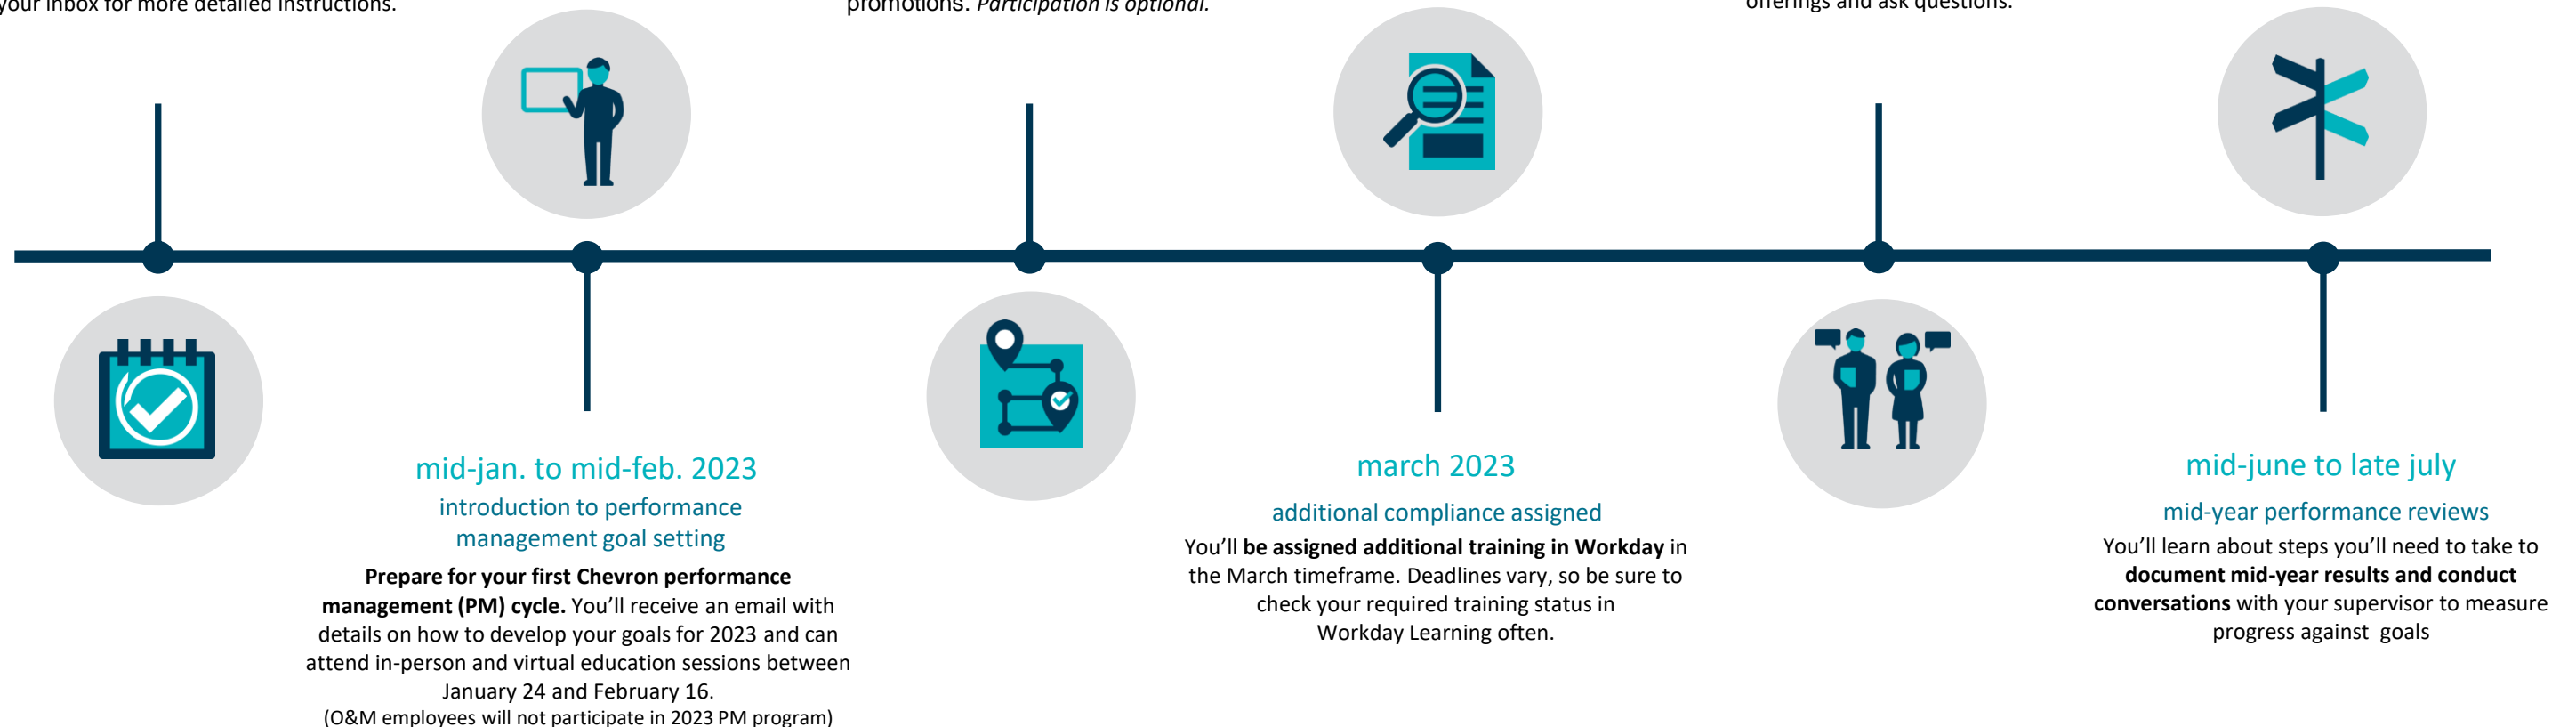 your inbox for more detailed instructions.
promotions. Participation is optional.
offerings and ask questions.
mid-jan. to mid-feb. 2023
introduction to performance
management goal setting
Prepare for your first Chevron performance
management (PM) cycle. You’ll receive an email with
details on how to develop your goals for 2023 and can
attend in-person and virtual education sessions between
January 24 and February 16.
(O&M employees will not participate in 2023 PM program)
march 2023
additional compliance assigned
You’ll be assigned additional training in Workday in
the March timeframe. Deadlines vary, so be sure to
check your required training status in
Workday Learning often.
mid-june to late july
mid-year performance reviews
You’ll learn about steps you’ll need to take to
document mid-year results and conduct
conversations with your supervisor to measure
progress against goals